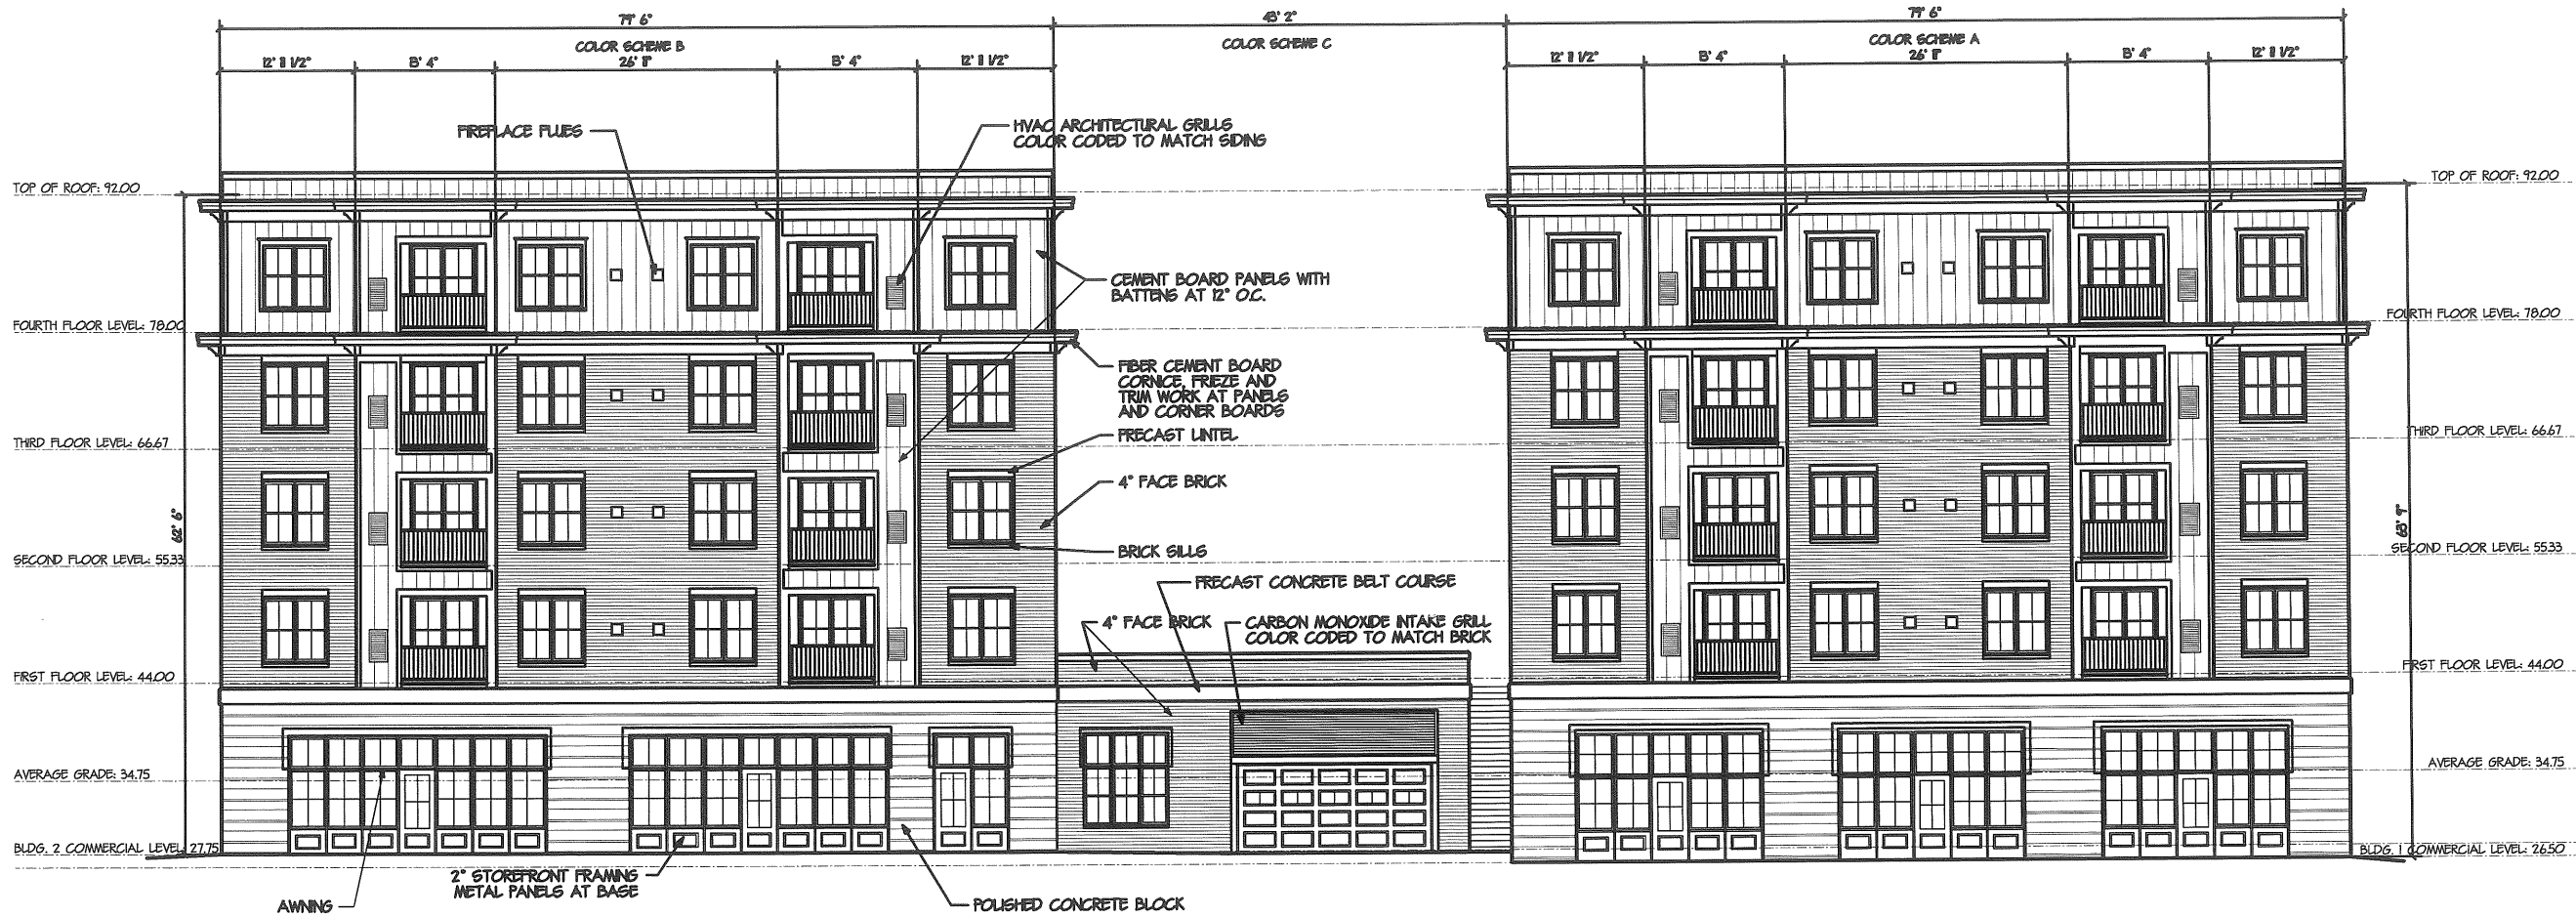 79' 6"
43' 2"
79' 6"
COLOR SCHEME B
COLOR SCHEME C
COLOR SCHEME A
12' 11 1/2"
13' 4"
26' 11"
13' 4"
12' 11 1/2"
12' 11 1/2"
13' 4"
26' 11"
13' 4"
12' 11 1/2"
FIREPLACE FLUES
HVAC ARCHITECTURAL GRILLS
COLOR CODED TO MATCH SIDING
TOP OF ROOF: 92.00
TOP OF ROOF: 92.00
CEMENT BOARD PANELS WITH
BATTENS AT 12" O.C.
FOURTH FLOOR LEVEL: 78.00
FOURTH FLOOR LEVEL: 78.00
FIBER CEMENT BOARD
CORNICE, FRIEZE AND
TRIM WORK AT PANELS
AND CORNER BOARDS
PRECAST LINTEL
THIRD FLOOR LEVEL: 66.67
THIRD FLOOR LEVEL: 66.67
4" FACE BRICK
62' 6"
63' 9"
BRICK SILLS
SECOND FLOOR LEVEL: 55.33
SECOND FLOOR LEVEL: 55.33
PRECAST CONCRETE BELT COURSE
4" FACE BRICK
CARBON MONOXIDE INTAKE GRILL
COLOR CODED TO MATCH BRICK
FIRST FLOOR LEVEL: 44.00
FIRST FLOOR LEVEL: 44.00
AVERAGE GRADE: 34.75
AVERAGE GRADE: 34.75
BLDG. 2 COMMERCIAL LEVEL: 27.75
BLDG. 1 COMMERCIAL LEVEL: 26.50
2" STOREFRONT FRAMING
METAL PANELS AT BASE
AWNING
POLISHED CONCRETE BLOCK